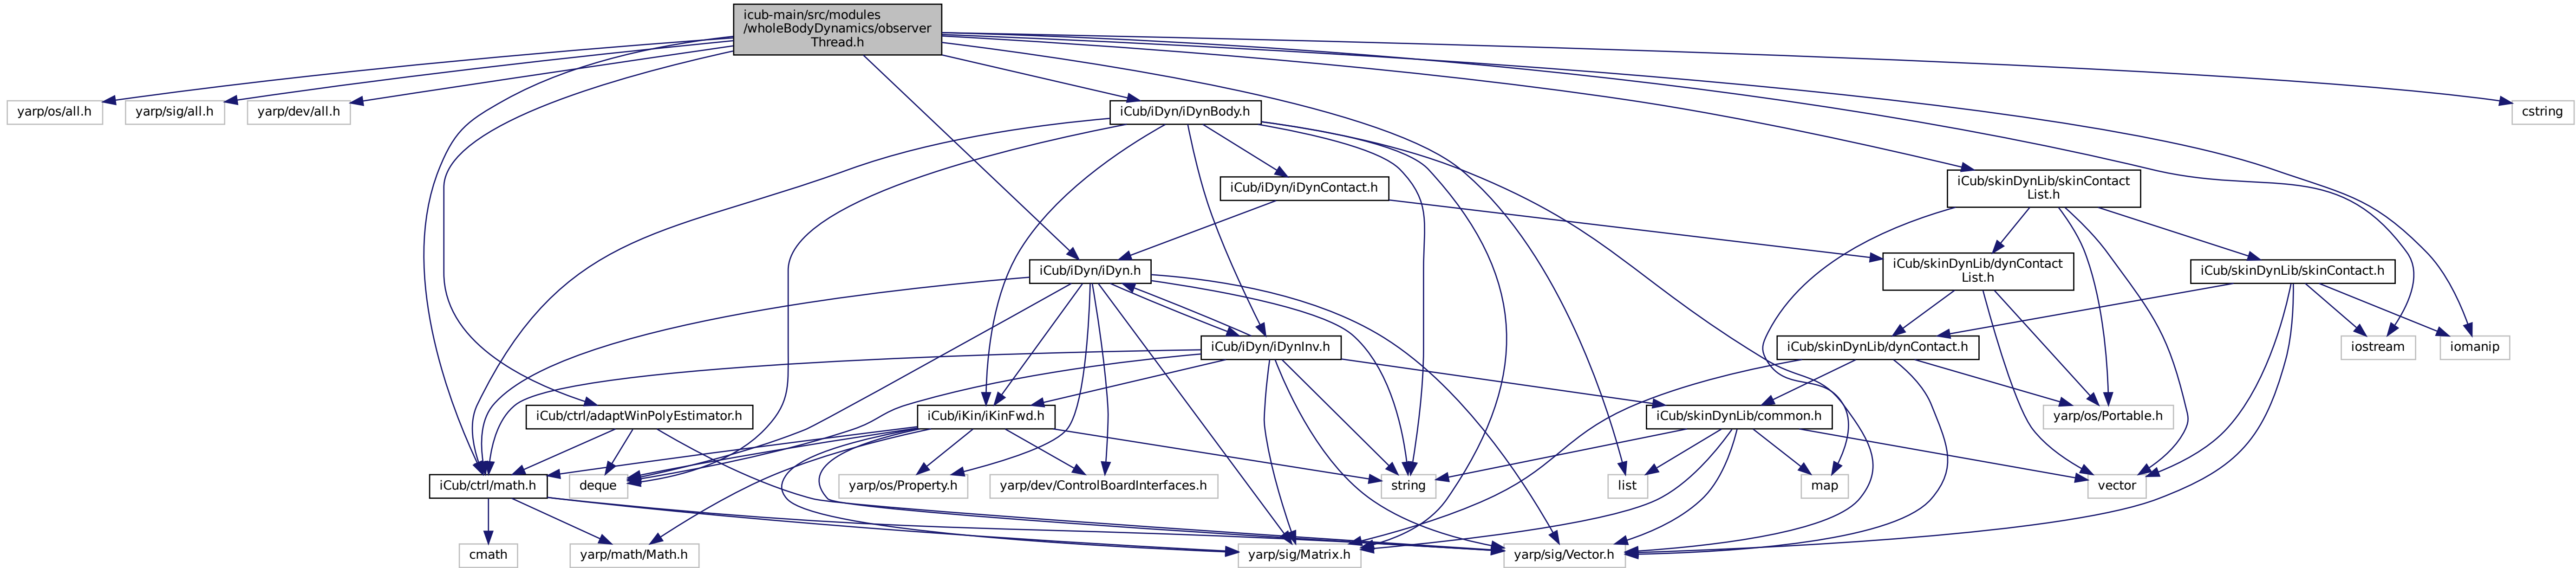 icub-main/src/modules
/wholeBodyDynamics/observer
Thread.h
yarp/os/all.h
yarp/sig/all.h
yarp/dev/all.h
iCub/iDyn/iDynBody.h
cstring
iCub/iDyn/iDynContact.h
iCub/skinDynLib/skinContact
List.h
iCub/iDyn/iDyn.h
iCub/skinDynLib/dynContact
List.h
iCub/skinDynLib/skinContact.h
iCub/iDyn/iDynInv.h
iCub/skinDynLib/dynContact.h
iostream
iomanip
iCub/ctrl/adaptWinPolyEstimator.h
iCub/iKin/iKinFwd.h
iCub/skinDynLib/common.h
yarp/os/Portable.h
iCub/ctrl/math.h
deque
yarp/os/Property.h
yarp/dev/ControlBoardInterfaces.h
string
list
map
vector
cmath
yarp/math/Math.h
yarp/sig/Matrix.h
yarp/sig/Vector.h